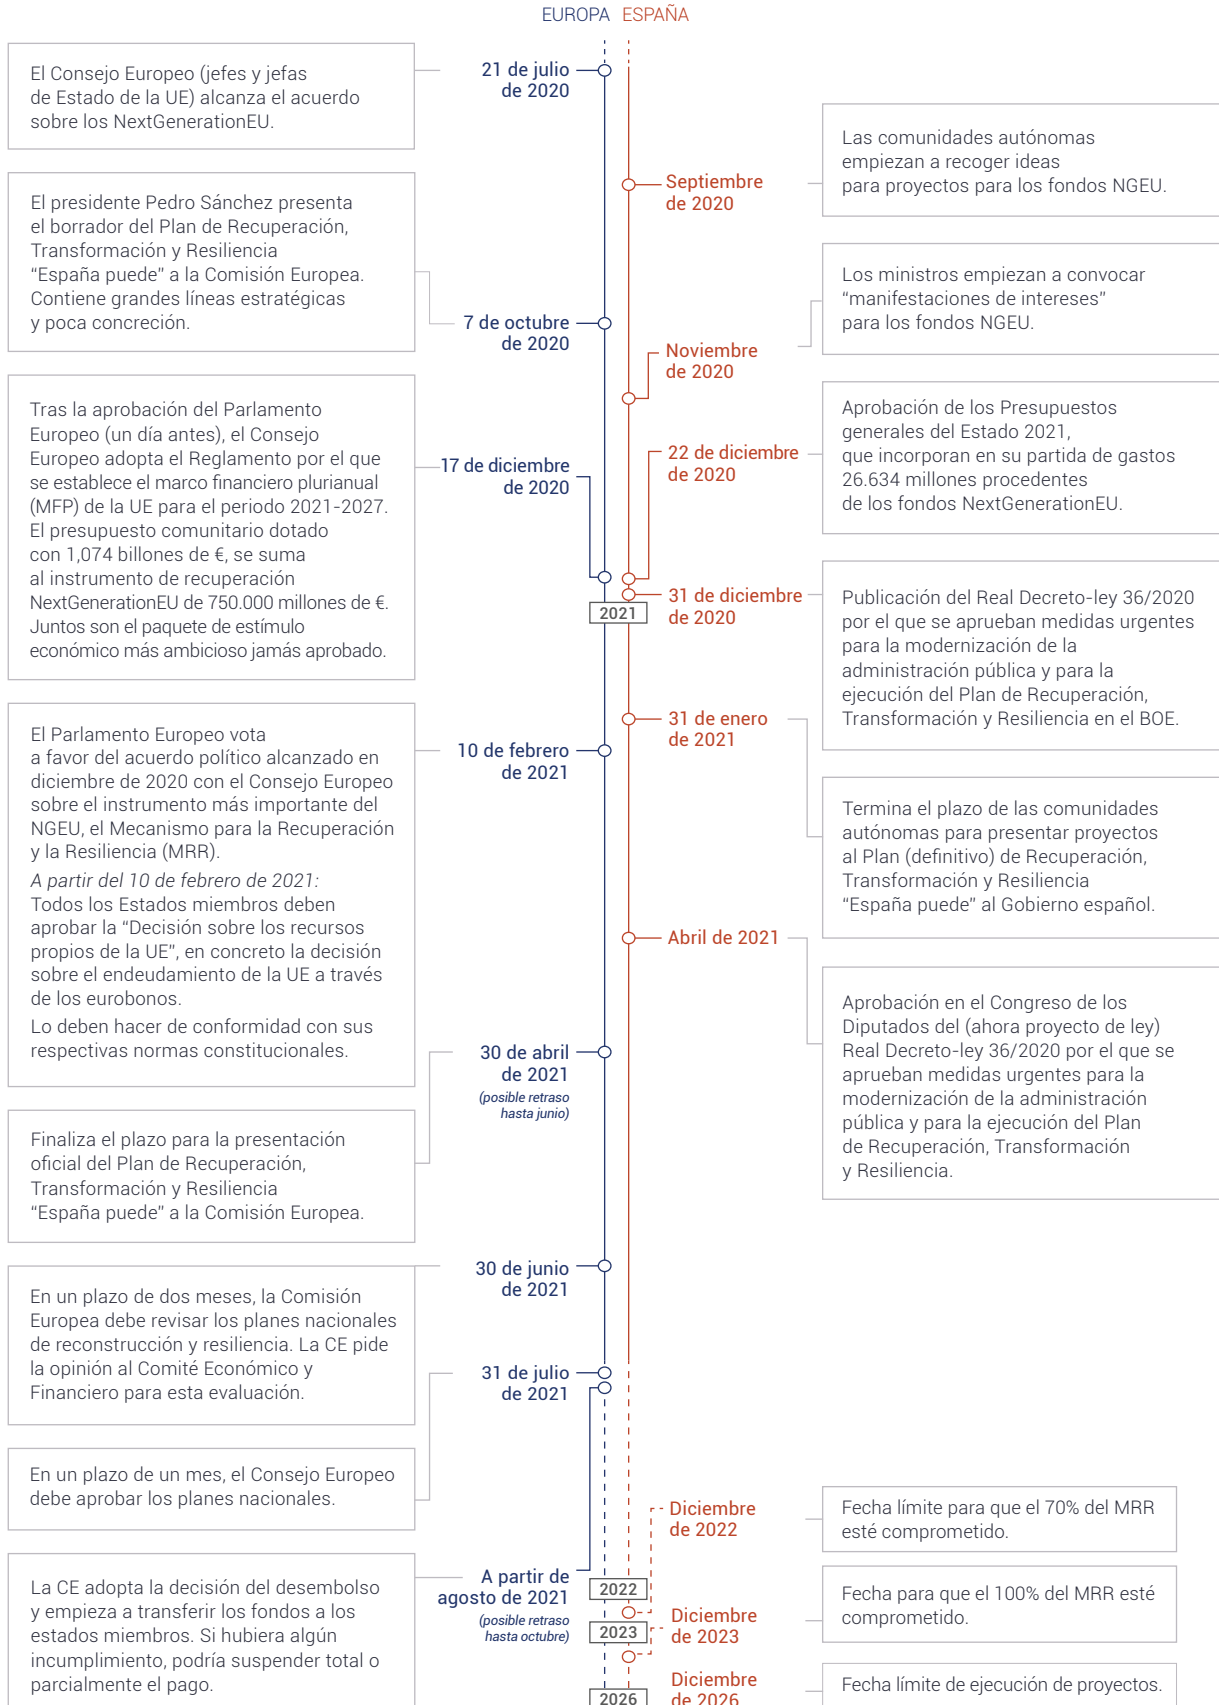 EUROPA ESPAÑA
El Consejo Europeo (jefes y jefas
de Estado de la UE) alcanza el acuerdo
sobre los NextGenerationEU.
21 de julio
de 2020
Las comunidades autónomas
empiezan a recoger ideas
para proyectos para los fondos NGEU.
Septiembre
de 2020
El presidente Pedro Sánchez presenta
el borrador del Plan de Recuperación,
Transformación y Resiliencia
“España puede” a la Comisión Europea.
Contiene grandes líneas estratégicas
y poca concreción.
7 de octubre
de 2020
Los ministros empiezan a convocar
“manifestaciones de intereses”
para los fondos NGEU.
Noviembre
de 2020
Tras la aprobación del Parlamento
Europeo (un día antes), el Consejo
Europeo adopta el Reglamento por el que
se establece el marco financiero plurianual
(MFP) de la UE para el periodo 2021-2027.
El presupuesto comunitario dotado
con 1,074 billones de €, se suma
al instrumento de recuperación
NextGenerationEU de 750.000 millones de €.
Juntos son el paquete de estímulo
económico más ambicioso jamás aprobado.
17 de diciembre
de 2020
22 de diciembre
de 2020
Aprobación de los Presupuestos
generales del Estado 2021,
que incorporan en su partida de gastos
26.634 millones procedentes
de los fondos NextGenerationEU.
31 de diciembre
de 2020
2021
Publicación del Real Decreto-ley 36/2020
por el que se aprueban medidas urgentes
para la modernización de la
administración pública y para la
ejecución del Plan de Recuperación,
Transformación y Resiliencia en el BOE.
31 de enero
de 2021
Termina el plazo de las comunidades
autónomas para presentar proyectos
al Plan (definitivo) de Recuperación,
Transformación y Resiliencia
“España puede” al Gobierno español.
El Parlamento Europeo vota
a favor del acuerdo político alcanzado en
diciembre de 2020 con el Consejo Europeo
sobre el instrumento más importante del
NGEU, el Mecanismo para la Recuperación
y la Resiliencia (MRR).
A partir del 10 de febrero de 2021:
Todos los Estados miembros deben
aprobar la “Decisión sobre los recursos
propios de la UE”, en concreto la decisión
sobre el endeudamiento de la UE a través
de los eurobonos.
Lo deben hacer de conformidad con sus
respectivas normas constitucionales.
10 de febrero
de 2021
Abril de 2021
Aprobación en el Congreso de los
Diputados del (ahora proyecto de ley)
Real Decreto-ley 36/2020 por el que se
aprueban medidas urgentes para la
modernización de la administración
pública y para la ejecución del Plan
de Recuperación, Transformación
y Resiliencia.
30 de abril
de 2021
(posible retraso
hasta junio)
Finaliza el plazo para la presentación
oficial del Plan de Recuperación,
Transformación y Resiliencia
“España puede” a la Comisión Europea.
30 de junio
de 2021
En un plazo de dos meses, la Comisión
Europea debe revisar los planes nacionales
de reconstrucción y resiliencia. La CE pide
la opinión al Comité Económico y
Financiero para esta evaluación.
31 de julio
de 2021
En un plazo de un mes, el Consejo Europeo
debe aprobar los planes nacionales.
Diciembre
de 2022
Fecha límite para que el 70% del MRR
esté comprometido.
A partir de
agosto de 2021
(posible retraso
hasta octubre)
La CE adopta la decisión del desembolso
y empieza a transferir los fondos a los
estados miembros. Si hubiera algún
incumplimiento, podría suspender total o
parcialmente el pago.
2022
2023
Diciembre
de 2023
Fecha para que el 100% del MRR esté
comprometido.
Diciembre
de 2026
2026
Fecha límite de ejecución de proyectos.